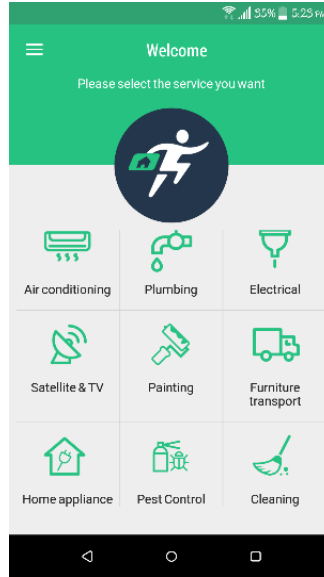 95% 5:25 PM
Welcome
Please select the service you want
Air conditioning
Plumbing
Electrical
Satellite & TV
Painting
Furniture
transport
Home appliance
Pest Control
Cleaning